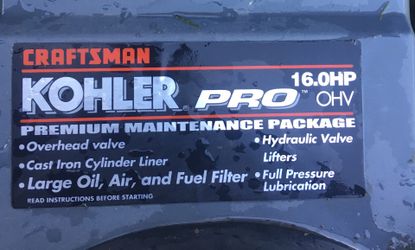 CRAFTSMAN
KOHLER PRO™ 16.0HP OHV
PREMIUM MAINTENANCE PACKAGE
•Overhead valve
•Cast Iron Cylinder Liner
•Large Oil, Air, and Fuel Filter
•Hydraulic Valve
Lifters
•Full Pressure
Lubrication
READ INSTRUCTIONS BEFORE STARTING